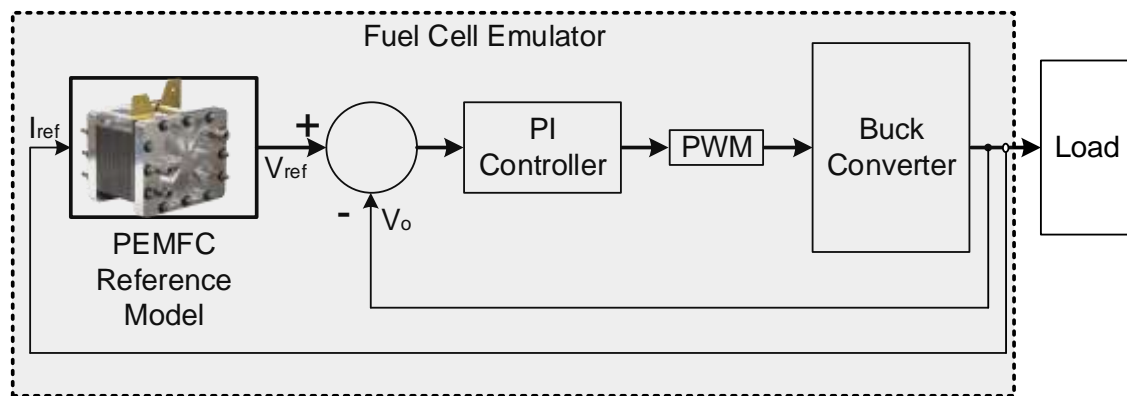 Fuel Cell Emulator
Iref
+
Vref
-
Vo
PI
Controller
PWM
Buck
Converter
Load
PEMFC
Reference
Model